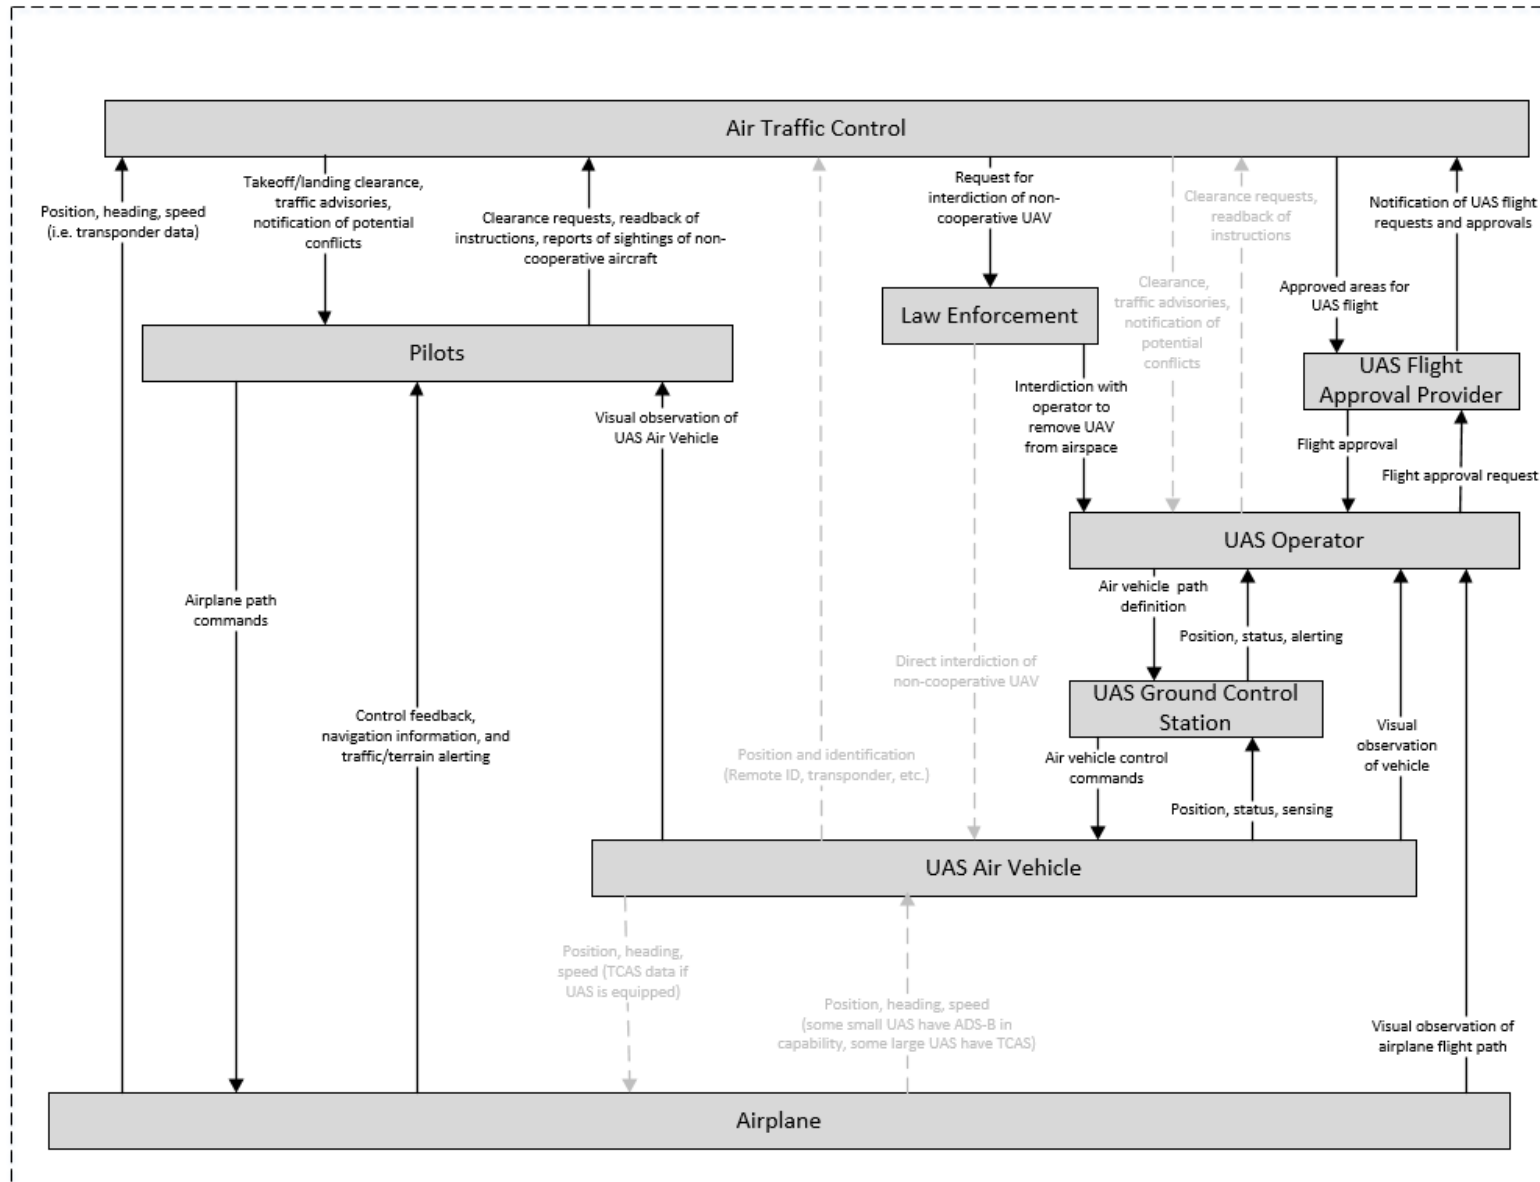 Air Traffic Control
Position, heading, speed
(i.e. transponder data)
Takeoff/landing clearance,
traffic advisories,
notification of potential
conflicts
Clearance requests, readback of
instructions, reports of sightings of non-
cooperative aircraft
Request for
interdiction of non-
cooperative UAV
Clearance requests,
readback of
instructions
Notification of UAS flight
requests and approvals
Clearance,
traffic advisories,
notification of
potential
conflicts
Approved areas for
UAS flight
Law Enforcement
Pilots
UAS Flight
Approval Provider
Visual observation of
UAS Air Vehicle
Interdiction with
operator to
remove UAV
from airspace
Flight approval
Flight approval request
UAS Operator
Airplane path
commands
Air vehicle path
definition
Position, status, alerting
Direct interdiction of
non-cooperative UAV
UAS Ground Control
Station
Control feedback,
navigation information, and
traffic/terrain alerting
Position and identification
(Remote ID, transponder, etc.)
Air vehicle control
commands
Position, status, sensing
Visual
observation
of vehicle
UAS Air Vehicle
Position, heading,
speed (TCAS data if
UAS is equipped)
Position, heading, speed
(some small UAS have ADS-B in
capability, some large UAS have TCAS)
Visual observation of
airplane flight path
Airplane